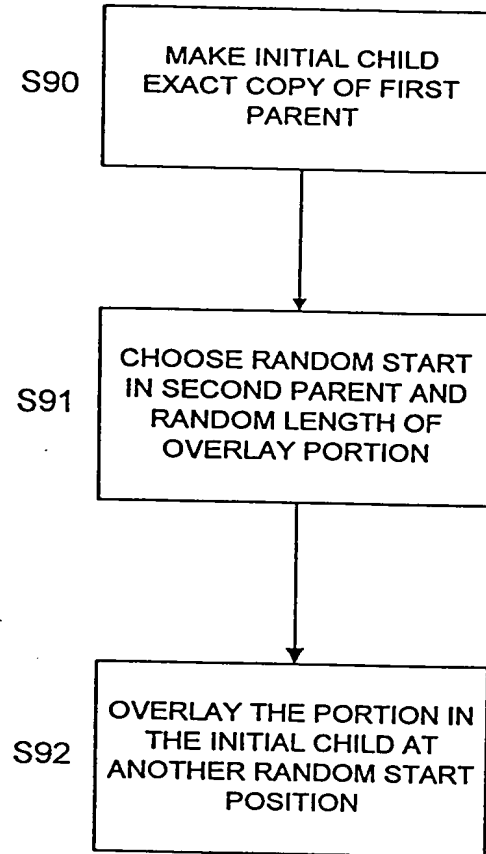 S90
MAKE INITIAL CHILD
EXACT COPY OF FIRST
PARENT
S91
CHOOSE RANDOM START
IN SECOND PARENT AND
RANDOM LENGTH OF
OVERLAY PORTION
S92
OVERLAY THE PORTION IN
THE INITIAL CHILD AT
ANOTHER RANDOM START
POSITION